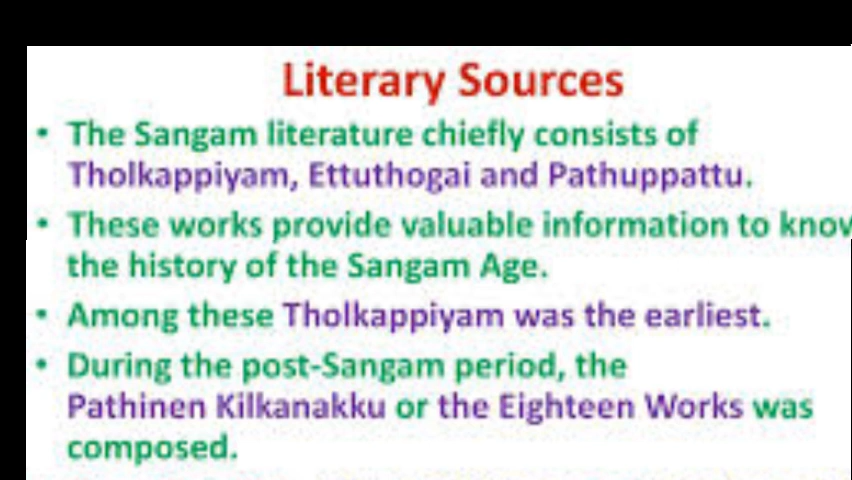 Literary Sources
• The Sangam literature chiefly consists of
Tholkappiyam, Ettuthogai and Pathuppattu.
• These works provide valuable information to know
the history of the Sangam Age.
• Among these Tholkappiyam was the earliest.
• During the post-Sangam period, the
Pathinen Kilkanakku or the Eighteen Works was
composed.